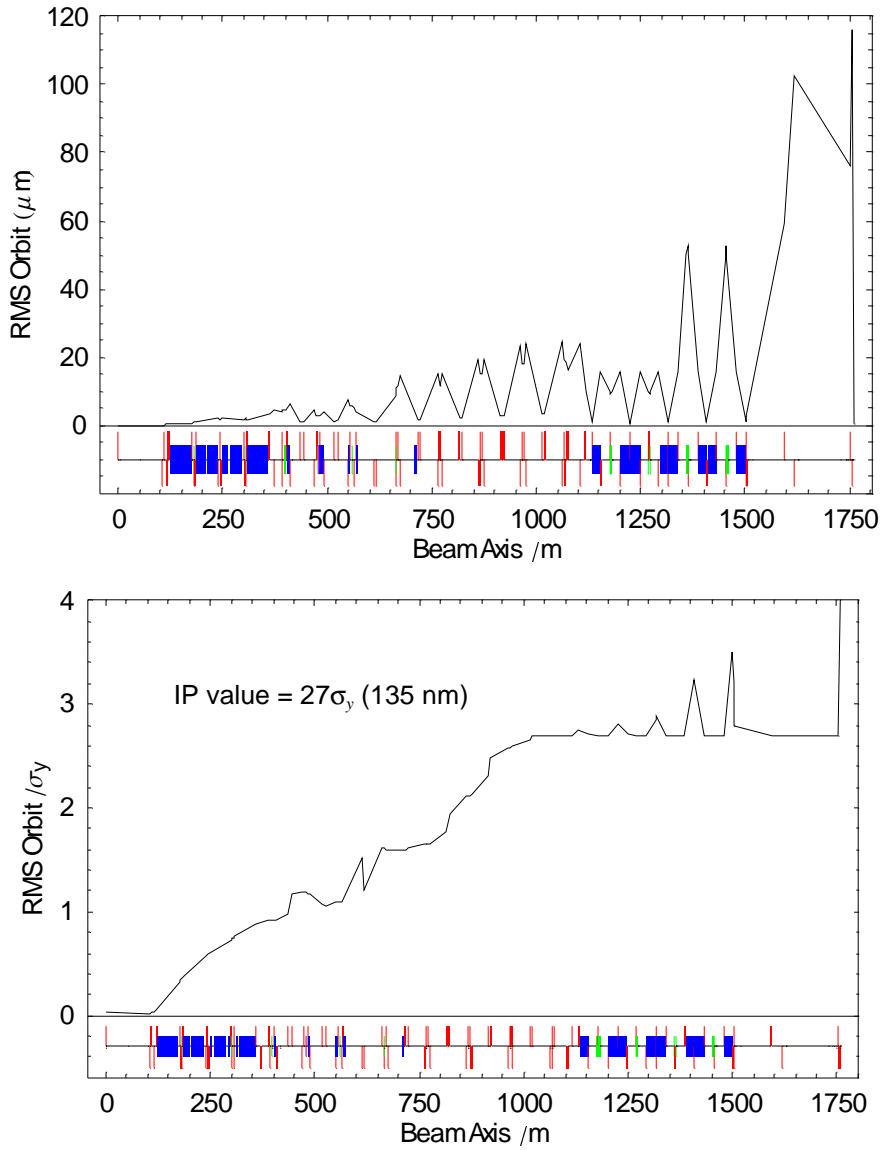 120
100
80
60
40
20
0
RMS Orbit (μm)
0 250 500 750 1000 1250 1500 1750
Beam Axis /m
4
3
2
1
0
RMS Orbit /σy
IP value = 27σy (135 nm)
0 250 500 750 1000 1250 1500 1750
Beam Axis /m